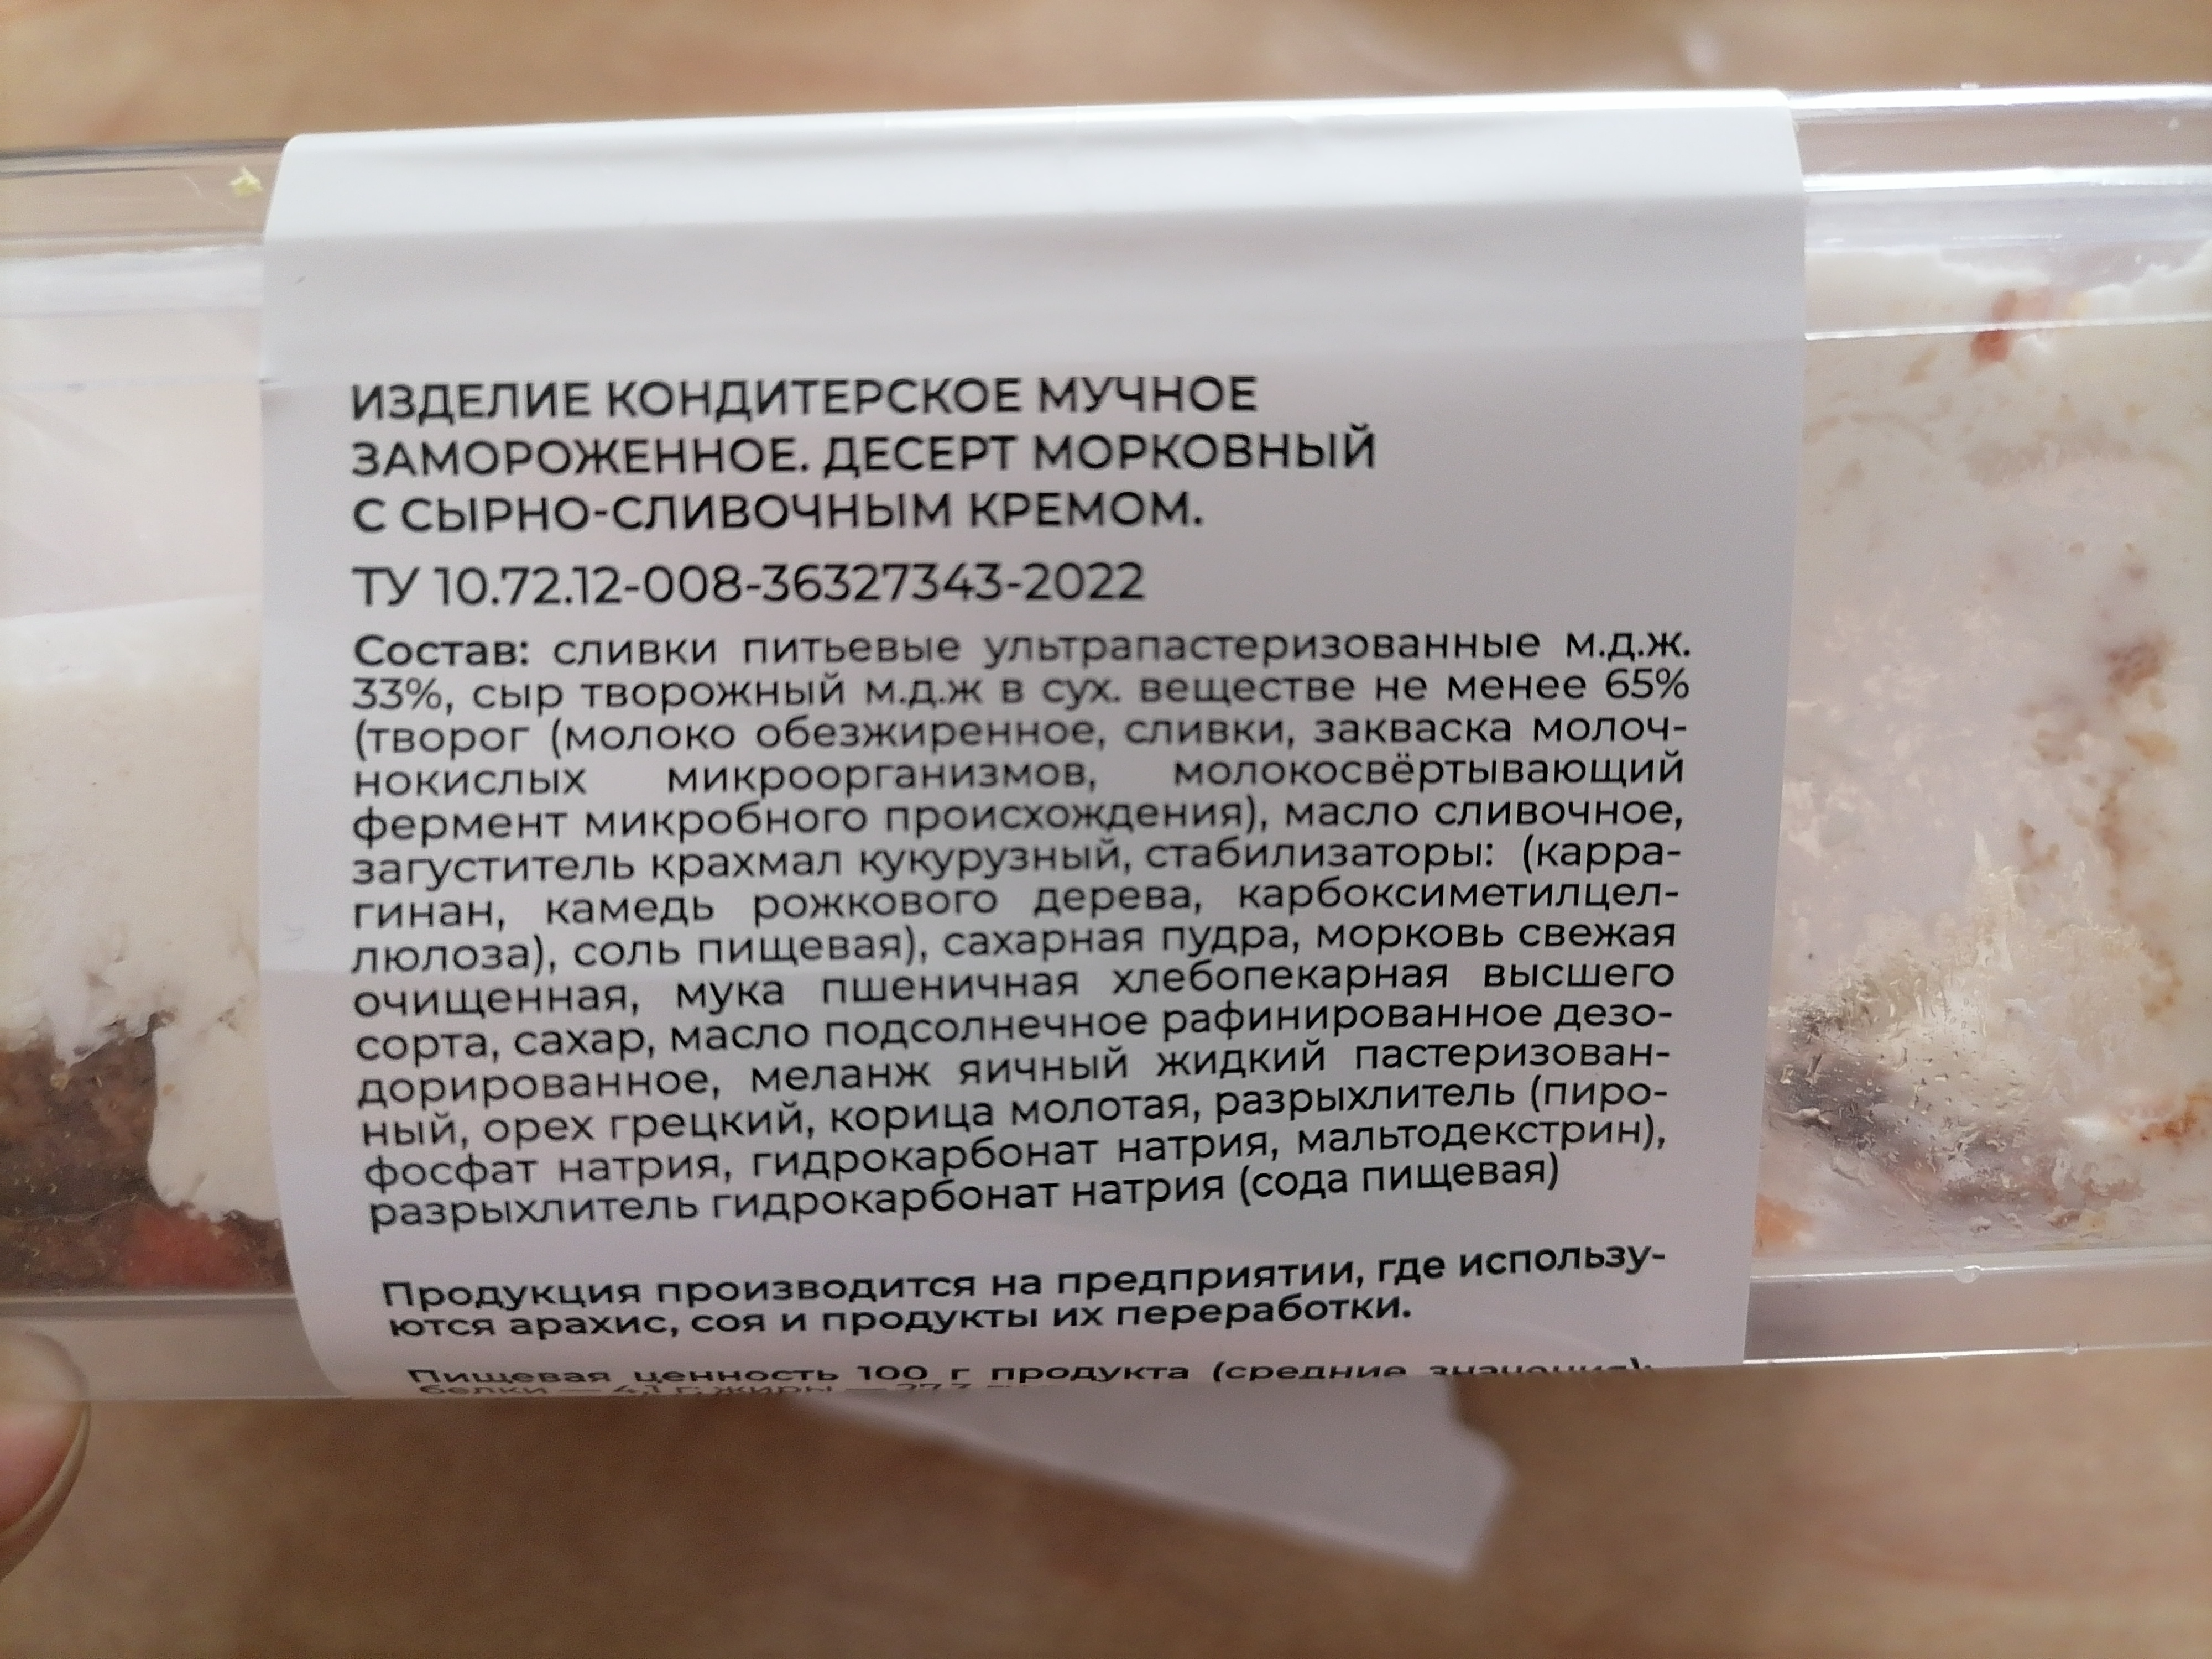 ИЗДЕЛИЕ КОНДИТЕРСКОЕ МУЧНОЕ
ЗАМОРОЖЕННОЕ. ДЕСЕРТ МОРКОВНЫЙ
С СЫРНО-СЛИВОЧНЫМ КРЕМОМ.
ТУ 10.72.12-008-36327343-2022
Состав: сливки питьевые ультрапастеризованные м.д.ж.
33%, сыр творожный м.д.ж в сух. веществе не менее 65%
(творог (молоко обезжиренное, сливки, закваска молоч-
нокислых микроорганизмов, молокосвёртывающий
фермент микробного происхождения), масло сливочное,
загуститель крахмал кукурузный, стабилизаторы: (карра-
гинан, камедь рожкового дерева, карбоксиметилцел-
люлоза), соль пищевая), сахарная пудра, морковь свежая
очищенная, мука пшеничная хлебопекарная высшего
сорта, сахар, масло подсолнечное рафинированное дезо-
дорированное, меланж яичный жидкий пастеризован-
ный, орех грецкий, корица молотая, разрыхлитель (пиро-
фосфат натрия, гидрокарбонат натрия, мальтодекстрин),
разрыхлитель гидрокарбонат натрия (сода пищевая)
Продукция производится на предприятии, где использу-
ются арахис, соя и продукты их переработки.
Пищевая ценность 100 г продукта (средние значения):
белки — 4,1 г; жиры —